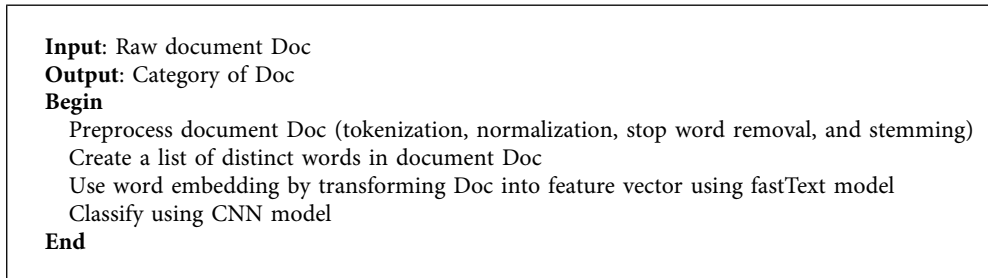 Input: Raw document Doc
Output: Category of Doc
Begin
Preprocess document Doc (tokenization, normalization, stop word removal, and stemming)
Create a list of distinct words in document Doc
Use word embedding by transforming Doc into feature vector using fastText model
Classify using CNN model
End